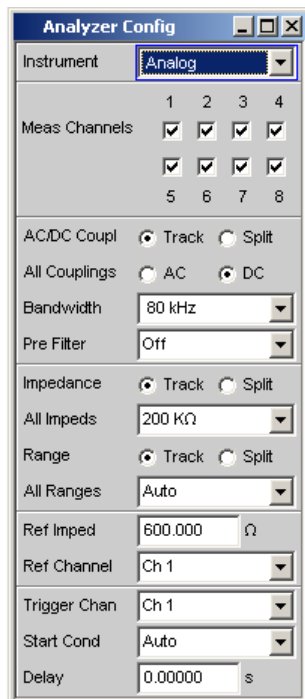 Analyzer Config
Instrument Analog
1 2 3 4
Meas Channels
5 6 7 8
AC/DC Coupl Track Split
All Couplings AC DC
Bandwidth 80 kHz
Pre Filter Off
Impedance Track Split
All Impeds 200 KΩ
Range Track Split
All Ranges Auto
Ref Imped 600.000 Ω
Ref Channel Ch 1
Trigger Chan Ch 1
Start Cond Auto
Delay 0.00000 s